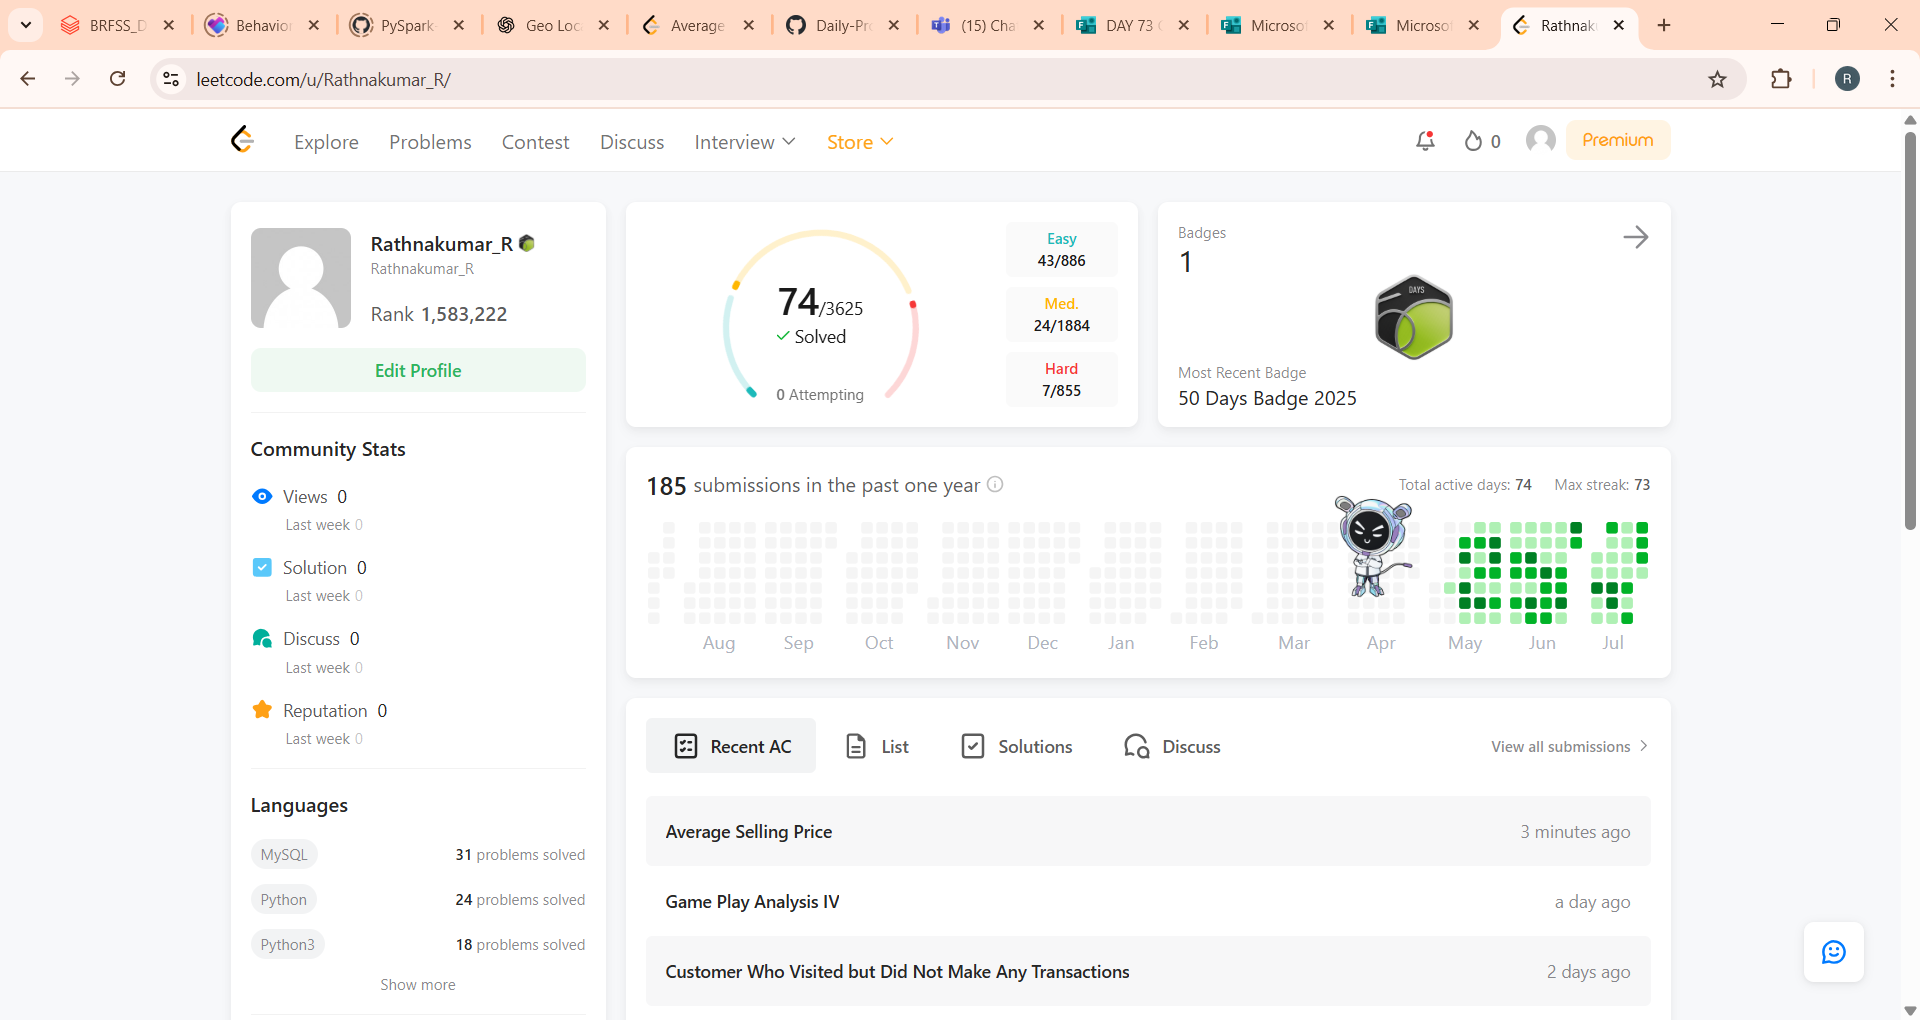 BRFSS_D
Behavior
PySpark-
Geo Loc
Average
Daily-Pr
(15) Cha
DAY 73
Microsof
Microsof
Rathnak
leetcode.com/u/Rathnakumar_R/
R
Explore
Problems
Contest
Discuss
Interview
Store
0
Premium
Rathnakumar_R
Rathnakumar_R
Rank 1,583,222
Edit Profile
Community Stats
Views 0
Last week 0
Solution 0
Last week 0
Discuss 0
Last week 0
Reputation 0
Last week 0
Languages
MySQL 31 problems solved
Python 24 problems solved
Python3 18 problems solved
Show more
74/3625
Solved
0 Attempting
Easy
43/886
Med.
24/1884
Hard
7/855
Badges
1
DAYS
Most Recent Badge
50 Days Badge 2025
185 submissions in the past one year
Total active days: 74 Max streak: 73
Aug Sep Oct Nov Dec Jan Feb Mar Apr May Jun Jul
Recent AC
List
Solutions
Discuss
View all submissions
Average Selling Price 3 minutes ago
Game Play Analysis IV a day ago
Customer Who Visited but Did Not Make Any Transactions 2 days ago